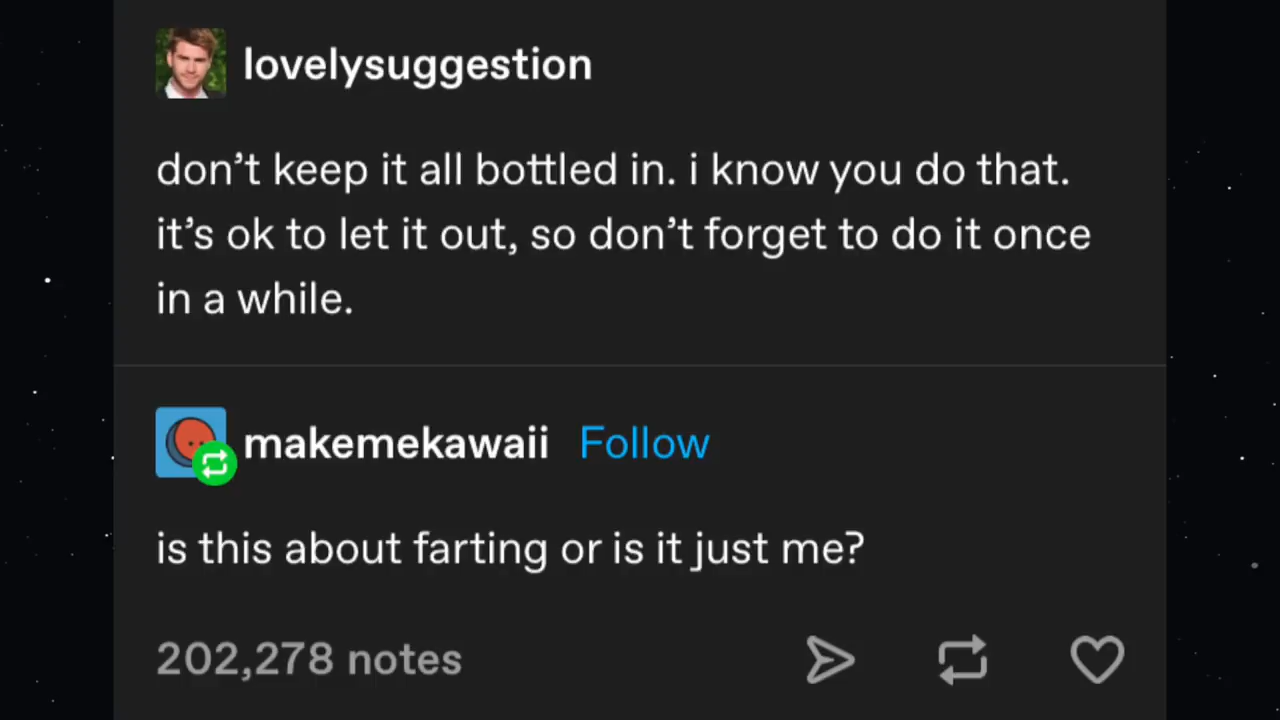 lovelysuggestion
don’t keep it all bottled in. i know you do that.
it’s ok to let it out, so don’t forget to do it once
in a while.
makemekawaii Follow
is this about farting or is it just me?
202,278 notes